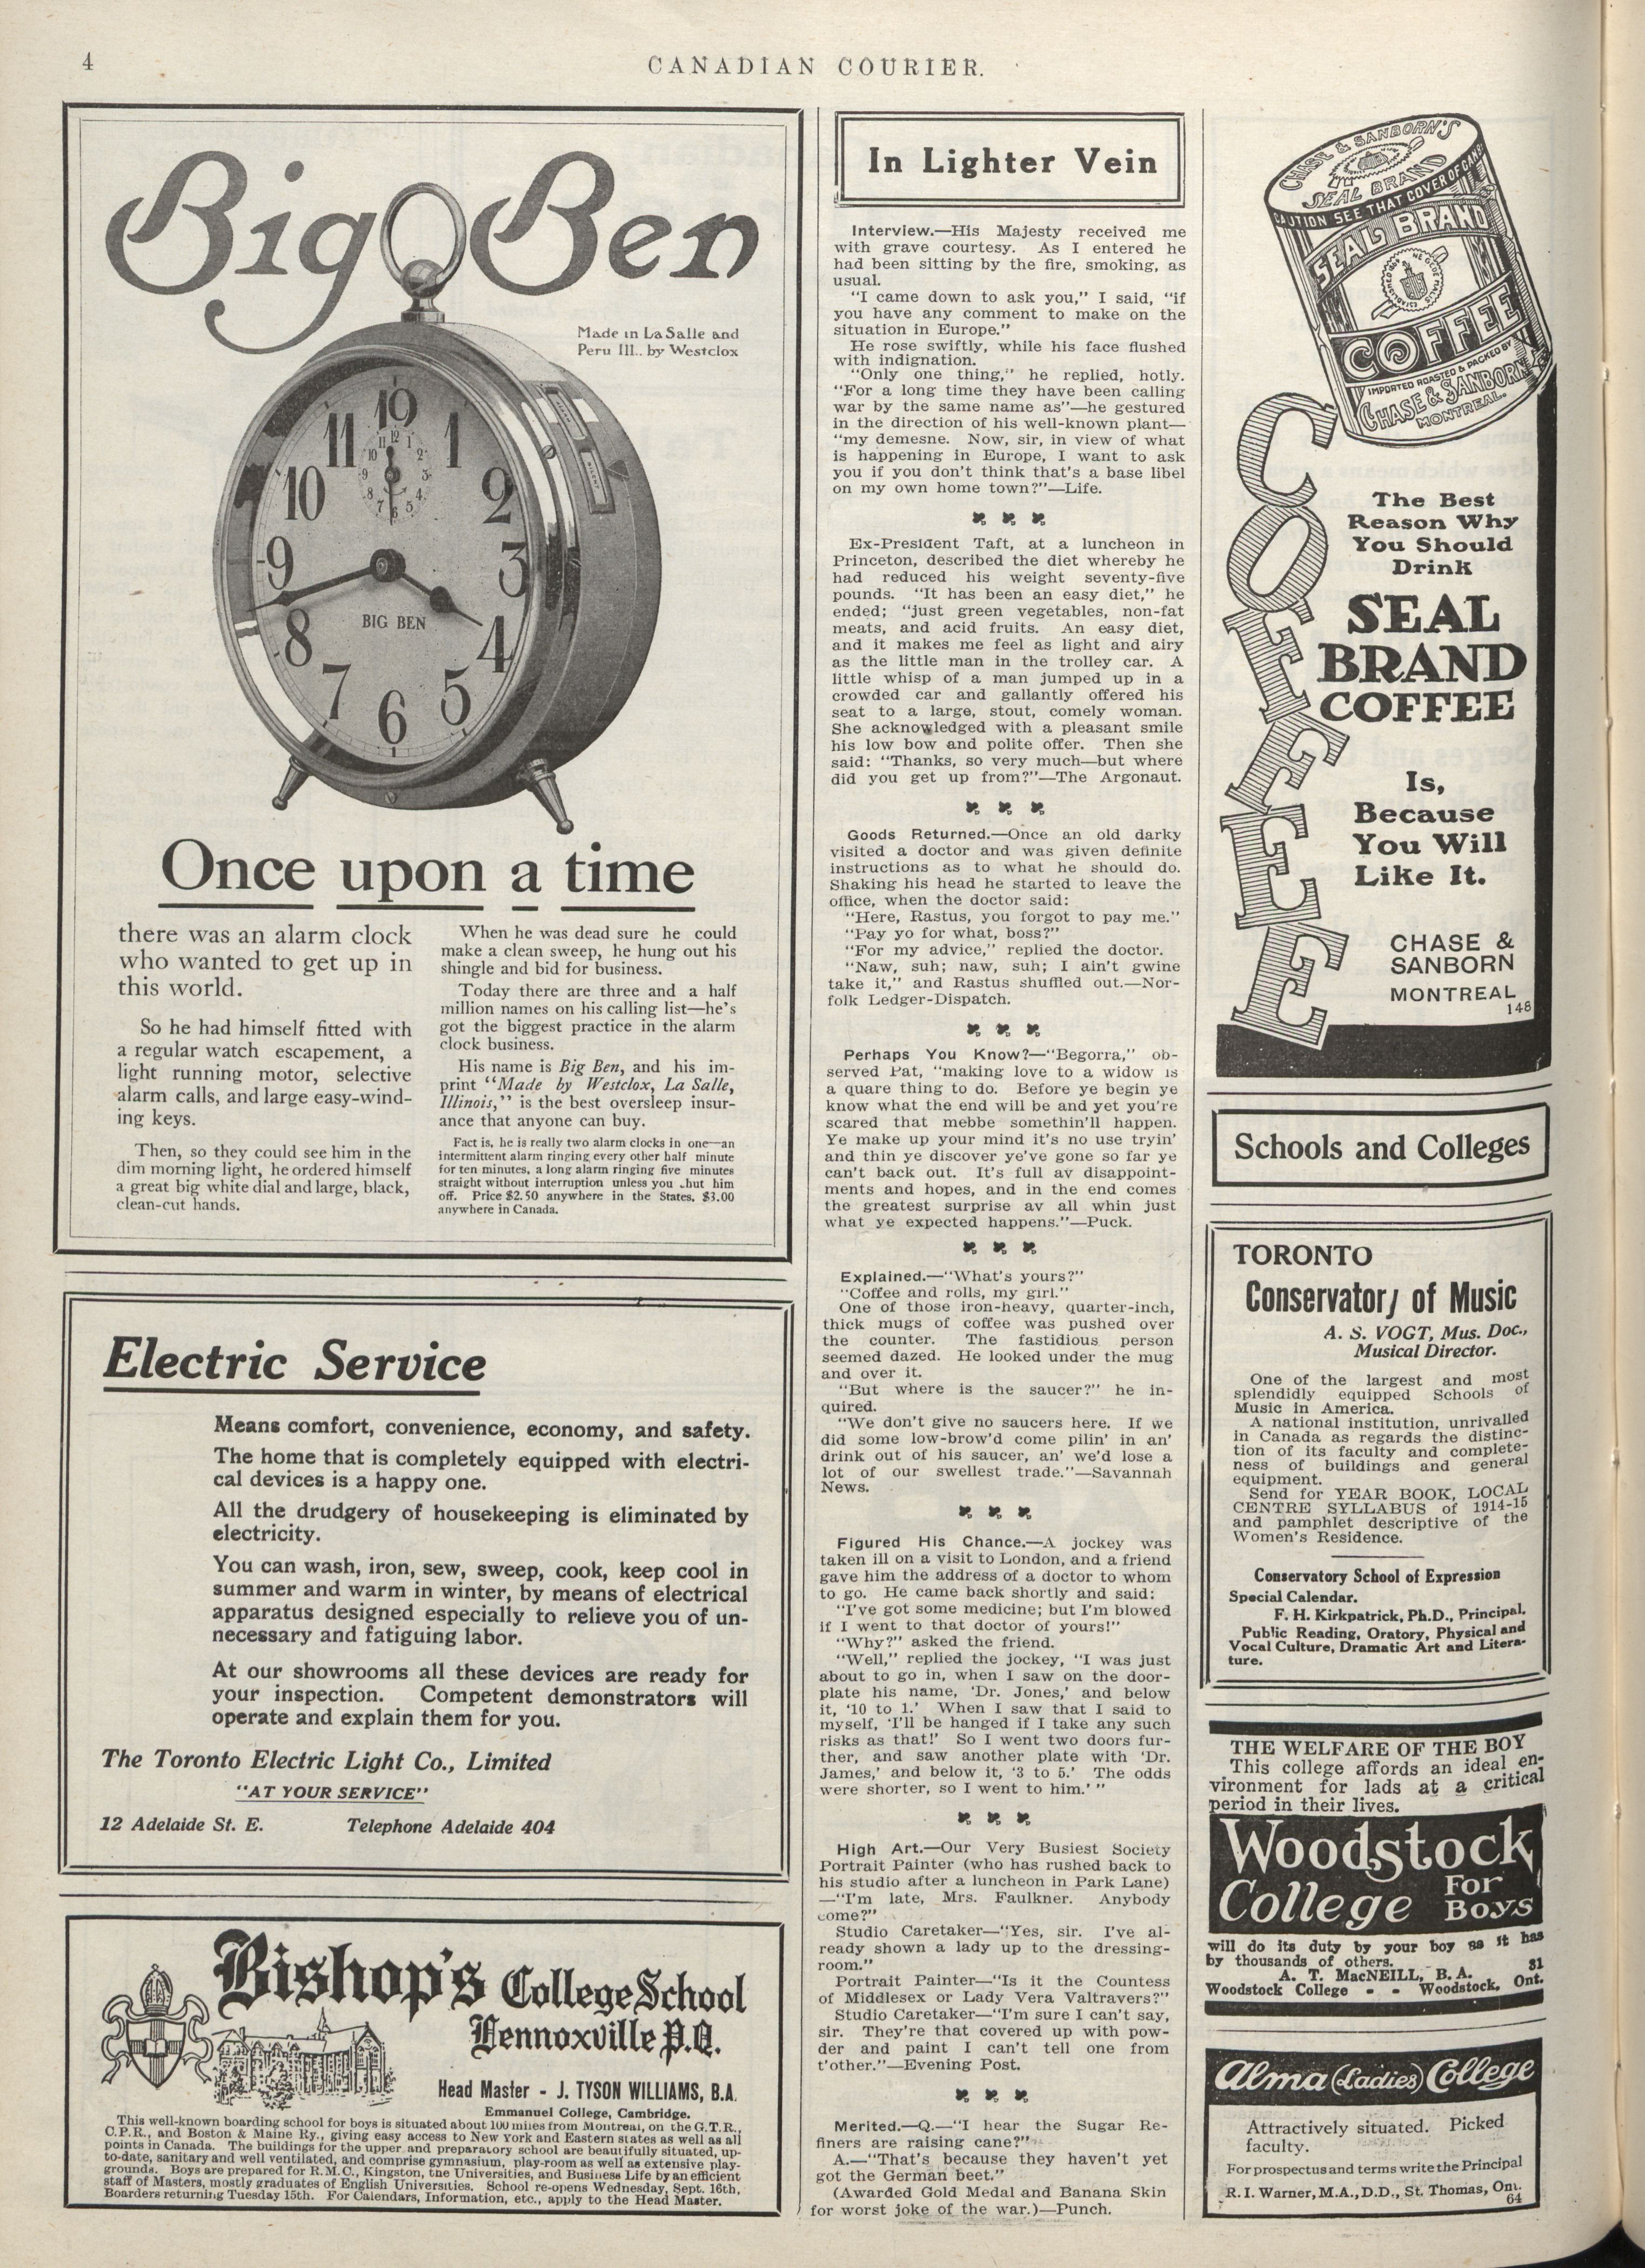 4
CANADIAN COURIER.
Big Ben
Made in La Salle and
Peru Ill., by Westclox
12
11
1
10
2
9
3
8
4
7
5
6
BIG BEN
Once upon a time
there was an alarm clock
who wanted to get up in
this world.
So he had himself fitted with
a regular watch escapement, a
light running motor, selective
alarm calls, and large easy-wind-
ing keys.
Then, so they could see him in the
dim morning light, he ordered himself
a great big white dial and large, black,
clean-cut hands.
When he was dead sure he could
make a clean sweep, he hung out his
shingle and bid for business.
Today there are three and a half
million names on his calling list—he's
got the biggest practice in the alarm
clock business.
His name is Big Ben, and his im-
print "Made by Westclox, La Salle,
Illinois," is the best oversleep insur-
ance that anyone can buy.
Fact is, he is really two alarm clocks in one—an
intermittent alarm ringing every other half minute
for ten minutes, a long alarm ringing five minutes
straight without interruption unless you shut him
off. Price $2.50 anywhere in the States, $3.00
anywhere in Canada.
Electric Service
Means comfort, convenience, economy, and safety.
The home that is completely equipped with electri-
cal devices is a happy one.
All the drudgery of housekeeping is eliminated by
electricity.
You can wash, iron, sew, sweep, cook, keep cool in
summer and warm in winter, by means of electrical
apparatus designed especially to relieve you of un-
necessary and fatiguing labor.
At our showrooms all these devices are ready for
your inspection. Competent demonstrators will
operate and explain them for you.
The Toronto Electric Light Co., Limited
"AT YOUR SERVICE"
12 Adelaide St. E. Telephone Adelaide 404
Bishop's College School
Lennoxville P.Q.
Head Master - J. TYSON WILLIAMS, B.A.
Emmanuel College, Cambridge.
This well-known boarding school for boys is situated about 100 miles from Montreal, on the G.T.R.,
C.P.R., and Boston & Maine Ry., giving easy access to New York and Eastern states as well as all
points in Canada. The buildings for the upper and preparatory school are beautifully situated, up-
to-date, sanitary and well ventilated, and comprise gymnasium, play-room as well as extensive play-
grounds. Boys are prepared for R.M.C., Kingston, the Universities, and Business Life by an efficient
staff of Masters, mostly graduates of English Universities. School re-opens Wednesday, Sept. 16th,
Boarders returning Tuesday 15th. For Calendars, Information, etc., apply to the Head Master.
In Lighter Vein
Interview.—His Majesty received me
with grave courtesy. As I entered he
had been sitting by the fire, smoking, as
usual.
"I came down to ask you," I said, "if
you have any comment to make on the
situation in Europe."
He rose swiftly, while his face flushed
with indignation.
"Only one thing," he replied, hotly.
"For a long time they have been calling
war by the same name as"—he gestured
in the direction of his well-known plant—
"my demesne. Now, sir, in view of what
is happening in Europe, I want to ask
you if you don't think that's a base libel
on my own home town?"—Life.
Ex-President Taft, at a luncheon in
Princeton, described the diet whereby he
had reduced his weight seventy-five
pounds. "It has been an easy diet," he
ended; "just green vegetables, non-fat
meats, and acid fruits. An easy diet,
and it makes me feel as light and airy
as the little man in the trolley car. A
little whisp of a man jumped up in a
crowded car and gallantly offered his
seat to a large, stout, comely woman.
She acknowledged with a pleasant smile
his low bow and polite offer. Then she
said: "Thanks, so very much—but where
did you get up from?"—The Argonaut.
Goods Returned.—Once an old darky
visited a doctor and was given definite
instructions as to what he should do.
Shaking his head he started to leave the
office, when the doctor said:
"Here, Rastus, you forgot to pay me."
"Pay yo for what, boss?"
"For my advice," replied the doctor.
"Naw, suh; naw, suh; I ain't gwine
take it," and Rastus shuffled out.—Nor-
folk Ledger-Dispatch.
Perhaps You Know?—"Begorra," ob-
served Pat, "making love to a widow is
a quare thing to do. Before ye begin ye
know what the end will be and yet you're
scared that mebbe somethin'll happen.
Ye make up your mind it's no use tryin'
and thin ye discover ye've gone so far ye
can't back out. It's full av disappoint-
ments and hopes, and in the end comes
the greatest surprise av all whin just
what ye expected happens."—Puck.
Explained.—"What's yours?"
"Coffee and rolls, my girl."
One of those iron-heavy, quarter-inch,
thick mugs of coffee was pushed over
the counter. The fastidious person
seemed dazed. He looked under the mug
and over it.
"But where is the saucer?" he in-
quired.
"We don't give no saucers here. If we
did some low-brow'd come pilin' in an'
drink out of his saucer, an' we'd lose a
lot of our swellest trade."—Savannah
News.
Figured His Chance.—A jockey was
taken ill on a visit to London, and a friend
gave him the address of a doctor to whom
to go. He came back shortly and said:
"I've got some medicine; but I'm blowed
if I went to that doctor of yours!"
"Why?" asked the friend.
"Well," replied the jockey, "I was just
about to go in, when I saw on the door-
plate his name, 'Dr. Jones,' and below
it, '10 to 1.' When I saw that I said to
myself, 'I'll be hanged if I take any such
risks as that!' So I went two doors fur-
ther, and saw another plate with 'Dr.
James,' and below it, '3 to 5.' The odds
were shorter, so I went to him.' "
High Art.—Our Very Busiest Society
Portrait Painter (who has rushed back to
his studio after a luncheon in Park Lane)
—"I'm late, Mrs. Faulkner. Anybody
come?"
Studio Caretaker—"Yes, sir. I've al-
ready shown a lady up to the dressing-
room."
Portrait Painter—"Is it the Countess
of Middlesex or Lady Vera Valtravers?"
Studio Caretaker—"I'm sure I can't say,
sir. They're that covered up with pow-
der and paint I can't tell one from
t'other."—Evening Post.
Merited.—Q.—"I hear the Sugar Re-
finers are raising cane?"
A.—"That's because they haven't yet
got the German beet."
(Awarded Gold Medal and Banana Skin
for worst joke of the war.)—Punch.
CHASE & SANBORN'S
SEAL BRAND
CAUTION SEE THAT COVER OF CAN
SEAL BRAND
COFFEE
IMPORTED ROASTED & PACKED BY
CHASE & SANBORN
MONTREAL.
COFFEE
The Best
Reason Why
You Should
Drink
SEAL
BRAND
COFFEE
Is,
Because
You Will
Like It.
CHASE &
SANBORN
MONTREAL
148
Schools and Colleges
TORONTO
Conservatory of Music
A. S. VOGT, Mus. Doc.,
Musical Director.
One of the largest and most
splendidly equipped Schools of
Music in America.
A national institution, unrivalled
in Canada as regards the distinc-
tion of its faculty and complete-
ness of buildings and general
equipment.
Send for YEAR BOOK, LOCAL
CENTRE SYLLABUS of 1914-15
and pamphlet descriptive of the
Women's Residence.
Conservatory School of Expression
Special Calendar.
F. H. Kirkpatrick, Ph.D., Principal.
Public Reading, Oratory, Physical and
Vocal Culture, Dramatic Art and Litera-
ture.
THE WELFARE OF THE BOY
This college affords an ideal en-
vironment for lads at a critical
period in their lives.
Woodstock
College For
Boys
will do its duty by your boy as it has
by thousands of others. 81
A. T. MacNEILL, B.A.
Woodstock College - - Woodstock, Ont.
Alma (Ladies) College
Attractively situated. Picked
faculty.
For prospectus and terms write the Principal
R. I. Warner, M.A., D.D., St. Thomas, Ont.
64